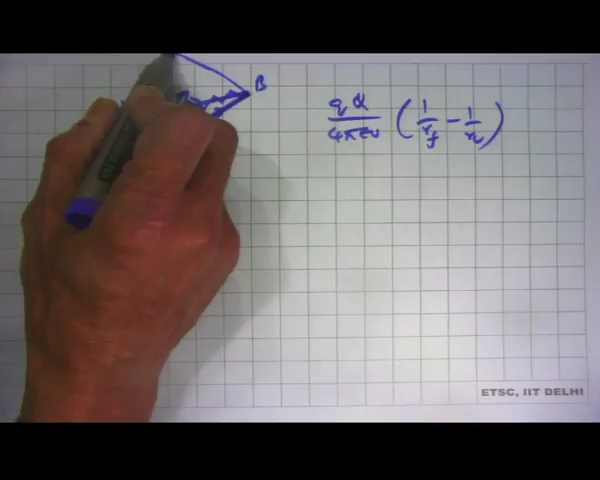 B
qQ/4πε₀ (1/r_f - 1/r_i)
ETSC, IIT DELHI